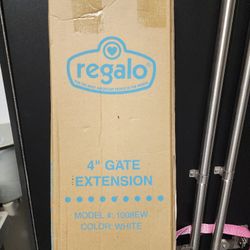 regalo
4" GATE
EXTENSION
MODEL #: 1008EW
COLOR: WHITE